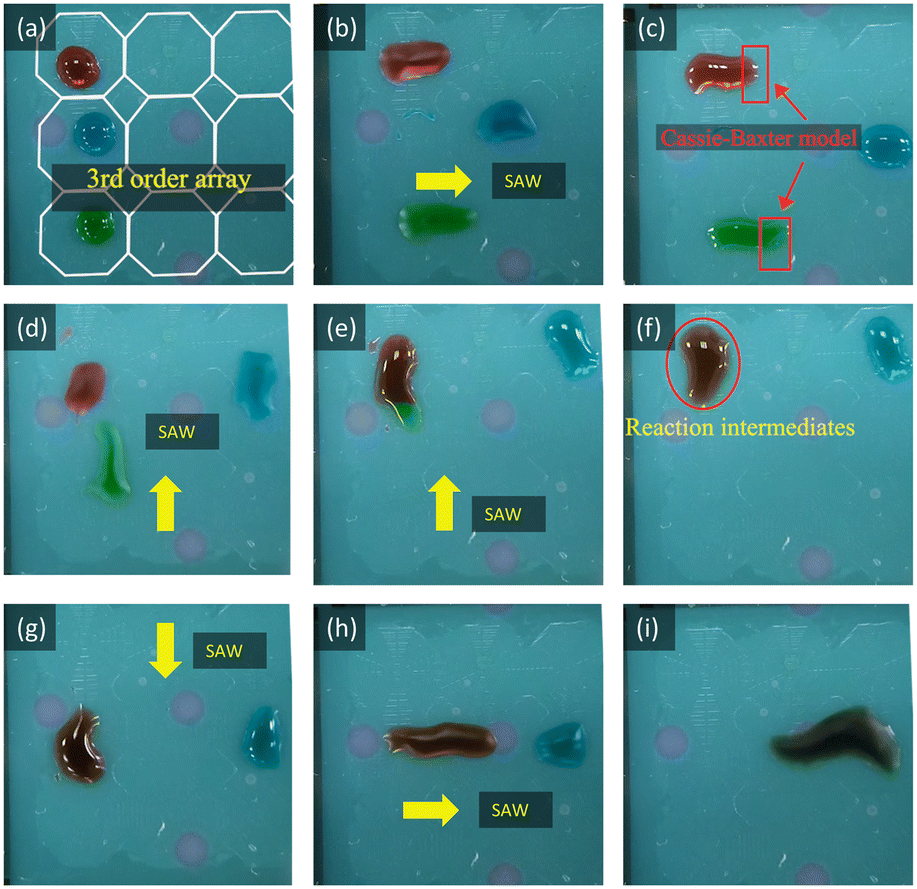 (a)
3rd order array
(b)
SAW
(c)
Cassie-Baxter model
(d)
SAW
(e)
SAW
(f)
Reaction intermediates
(g)
SAW
(h)
SAW
(i)